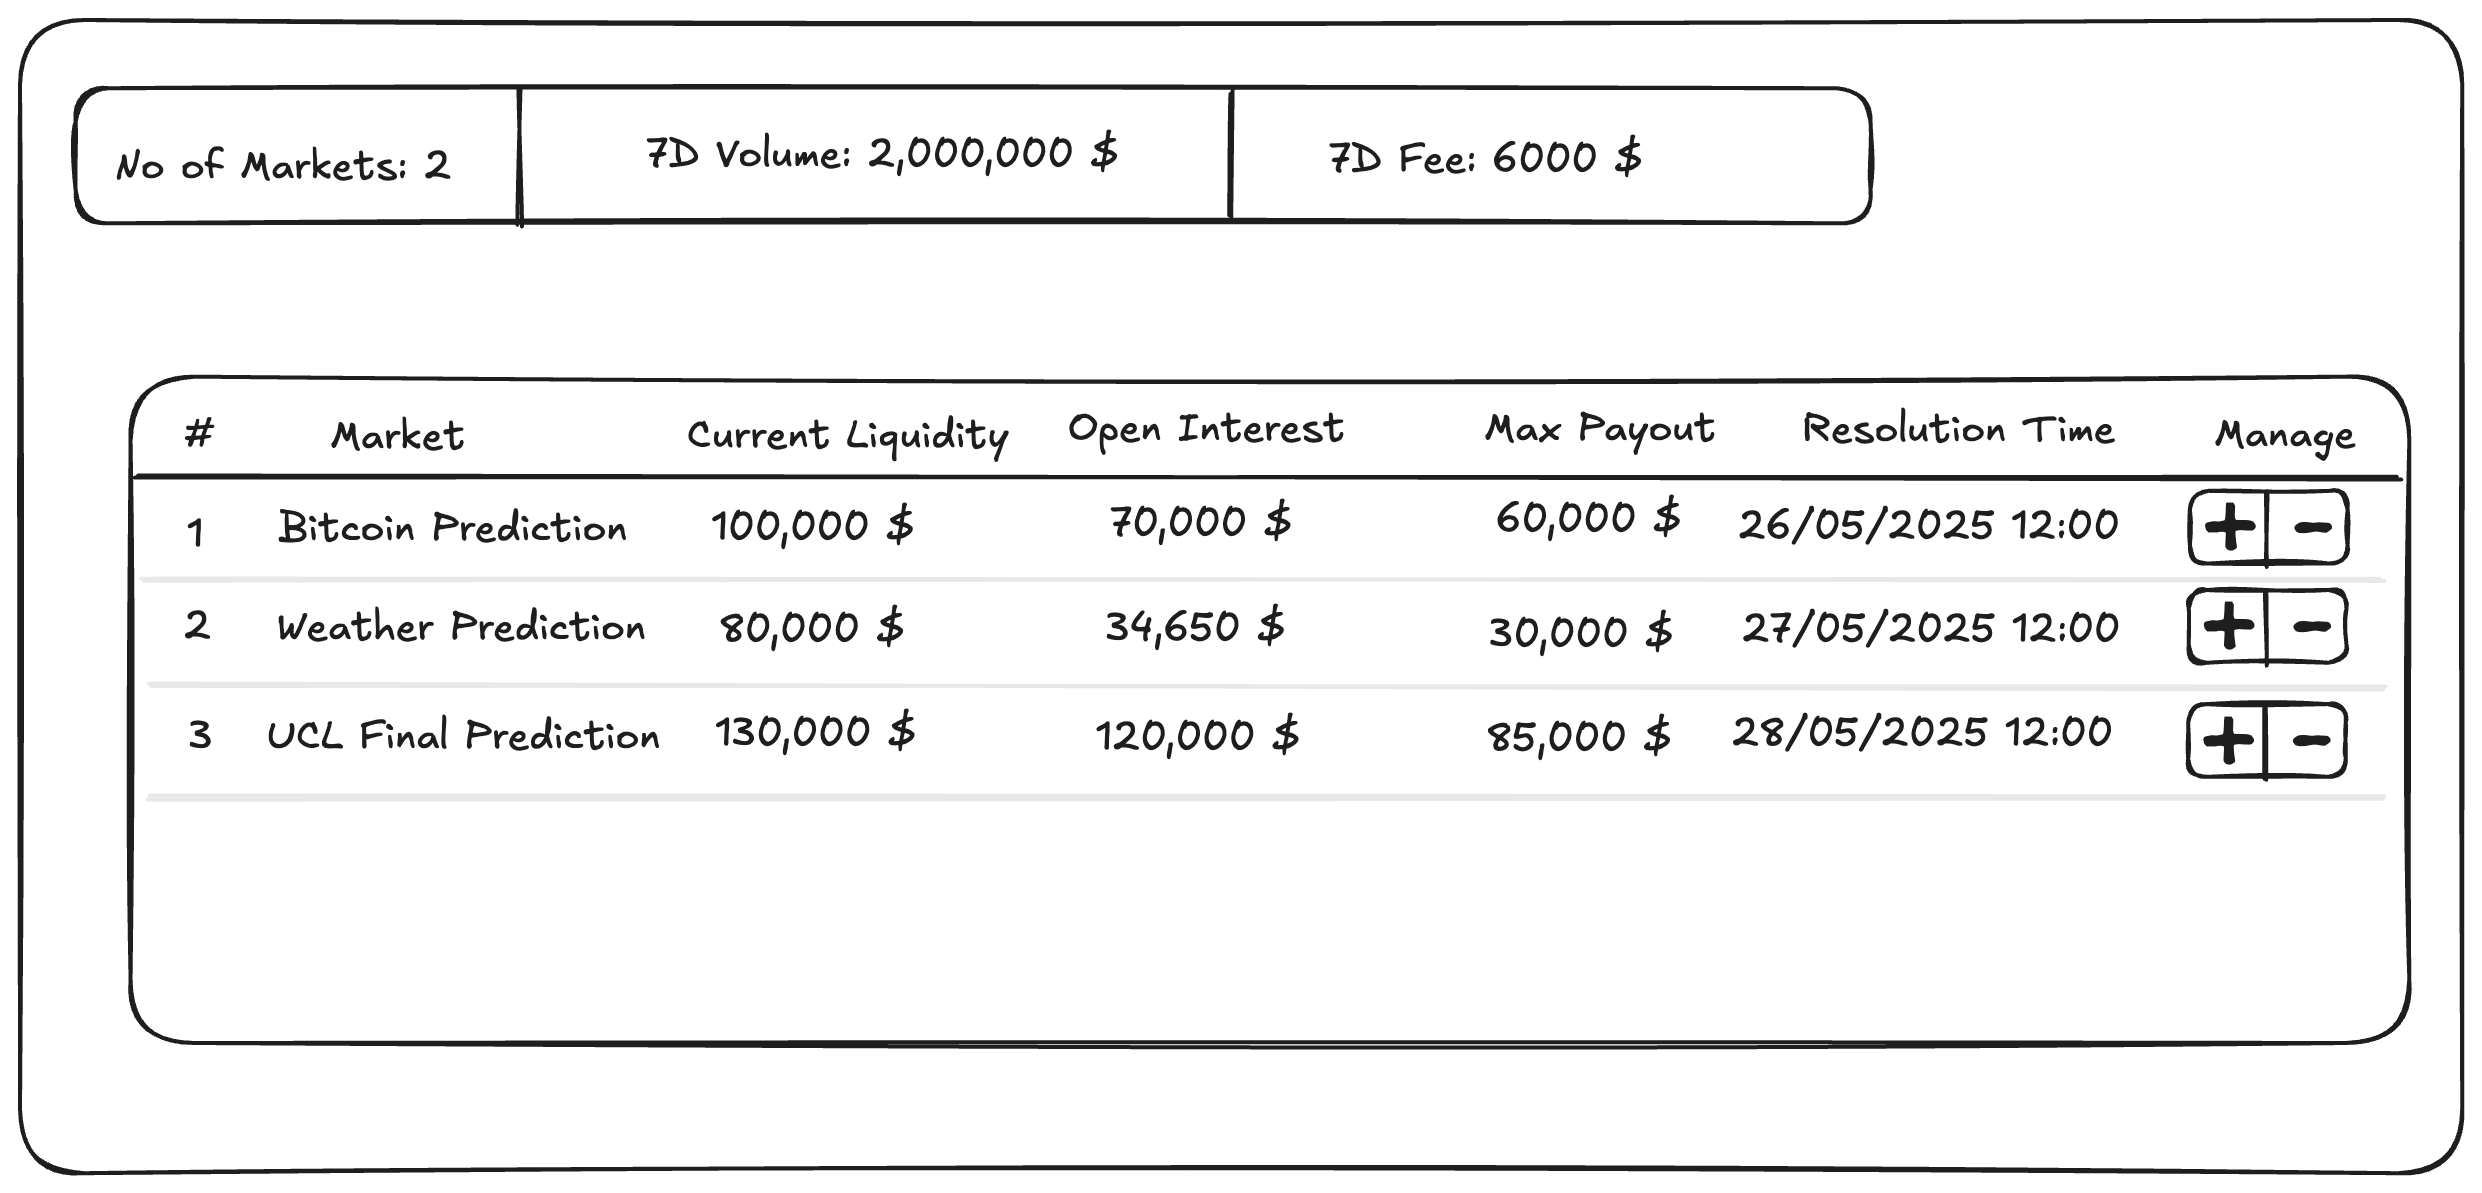 No of Markets: 2 7D Volume: 2,000,000 $ 7D Fee: 6000 $
# Market Current Liquidity Open Interest Max Payout Resolution Time Manage
1 Bitcoin Prediction 100,000 $ 70,000 $ 60,000 $ 26/05/2025 12:00 + -
2 Weather Prediction 80,000 $ 34,650 $ 30,000 $ 27/05/2025 12:00 + -
3 UCL Final Prediction 130,000 $ 120,000 $ 85,000 $ 28/05/2025 12:00 + -